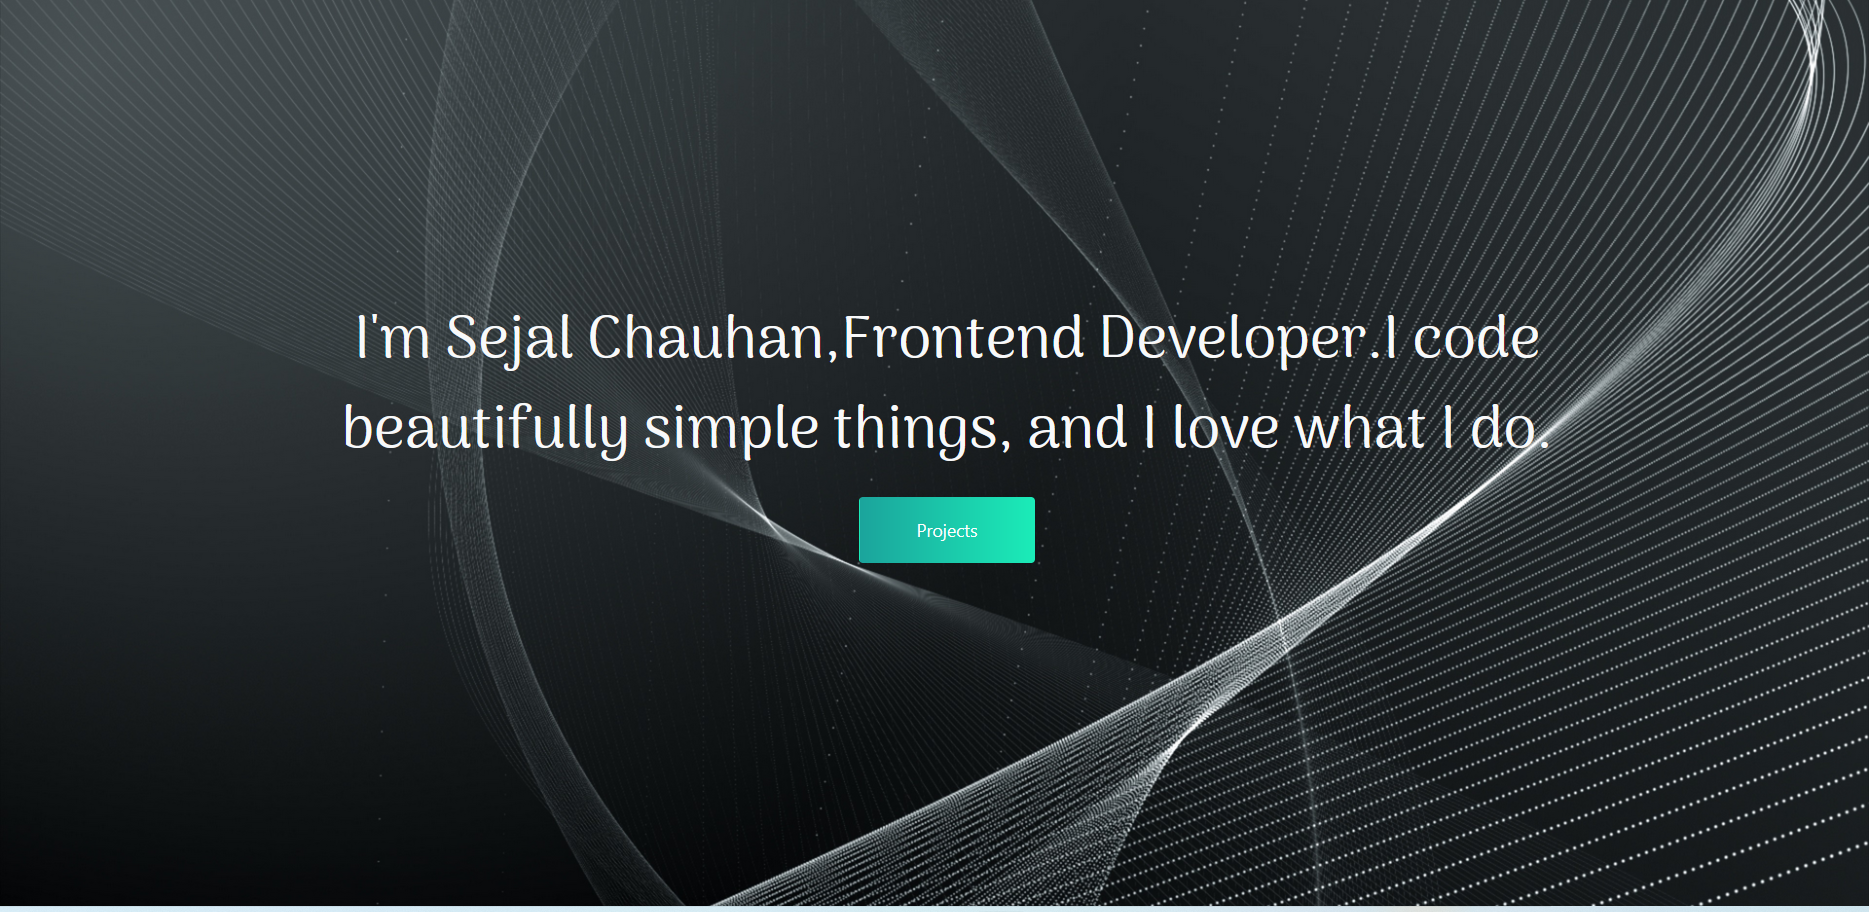 I'm Sejal Chauhan,Frontend Developer.I code
beautifully simple things, and I love what I do.
Projects